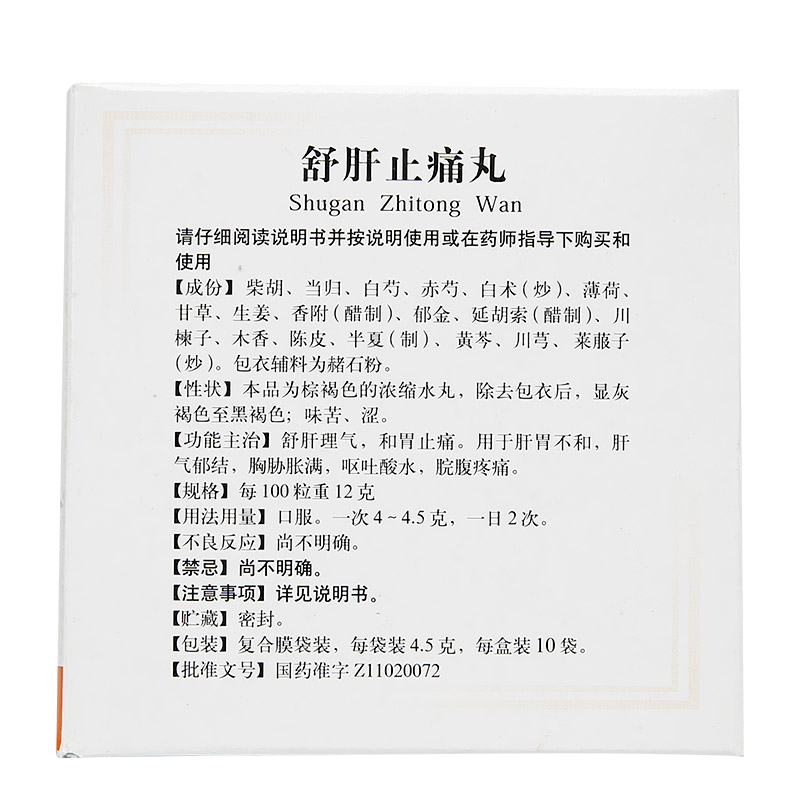 舒肝止痛丸
Shugan Zhitong Wan
请仔细阅读说明书并按说明使用或在药师指导下购买和
使用
【成份】柴胡、当归、白芍、赤芍、白术(炒)、薄荷、
甘草、生姜、香附(醋制)、郁金、延胡索(醋制)、川
楝子、木香、陈皮、半夏(制)、黄芩、川芎、莱菔子
(炒)。包衣辅料为赭石粉。
【性状】本品为棕褐色的浓缩水丸，除去包衣后，显灰
褐色至黑褐色；味苦、涩。
【功能主治】舒肝理气，和胃止痛。用于肝胃不和，肝
气郁结，胸胁胀满，呕吐酸水，脘腹疼痛。
【规格】每100粒重12克
【用法用量】口服。一次4~4.5克，一日2次。
【不良反应】尚不明确。
【禁忌】尚不明确。
【注意事项】详见说明书。
【贮藏】密封。
【包装】复合膜袋装，每袋装4.5克，每盒装10袋。
【批准文号】国药准字Z11020072